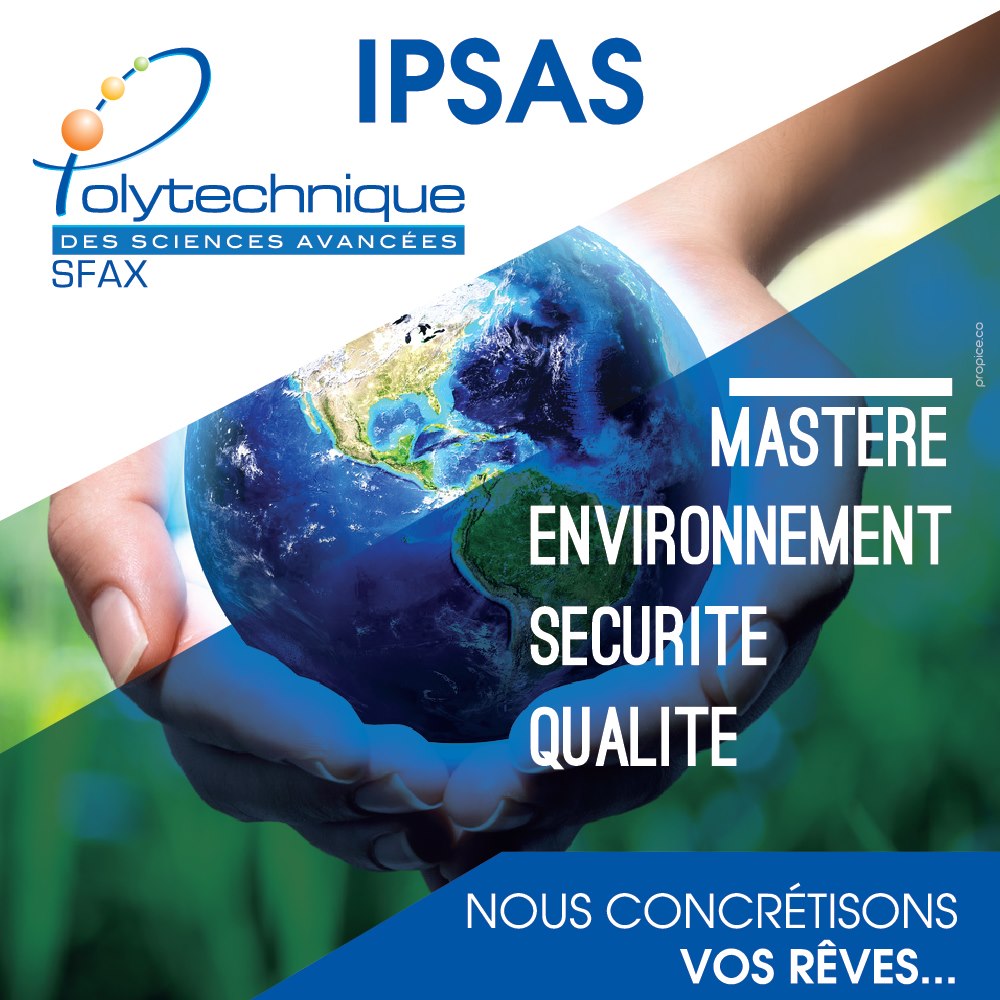 IPSAS
Polytechnique
DES SCIENCES AVANCÉES
SFAX
propice.co
MASTERE
ENVIRONNEMENT
SECURITE
QUALITE
NOUS CONCRÉTISONS
VOS RÊVES...